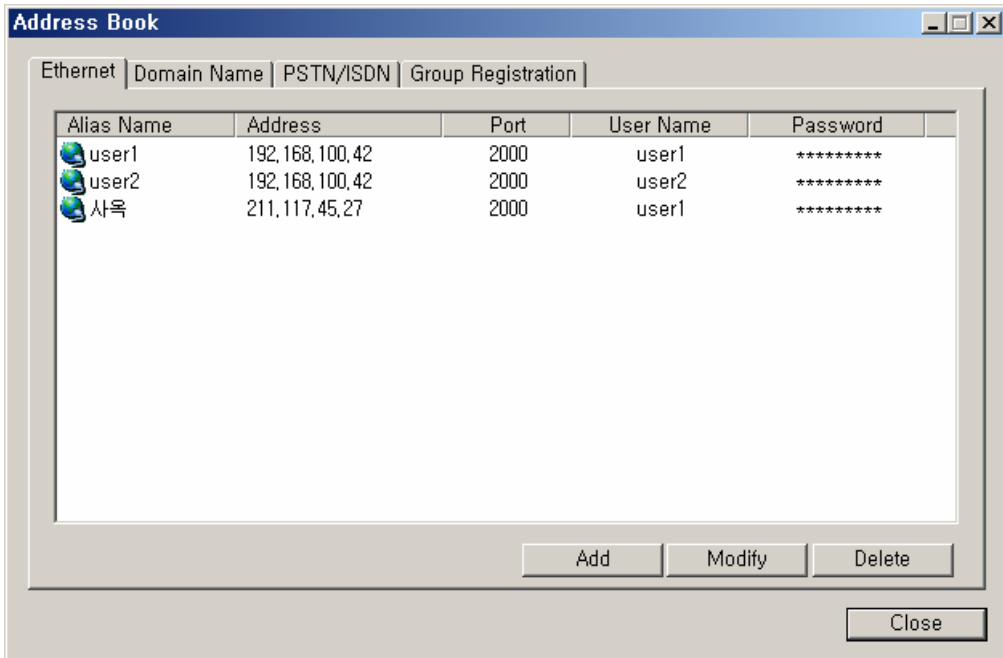 Address Book
Ethernet Domain Name PSTN/ISDN Group Registration
Alias Name Address Port User Name Password
user1 192,168,100,42 2000 user1 *********
user2 192,168,100,42 2000 user2 *********
사옥 211,117,45,27 2000 user1 *********
Add Modify Delete
Close